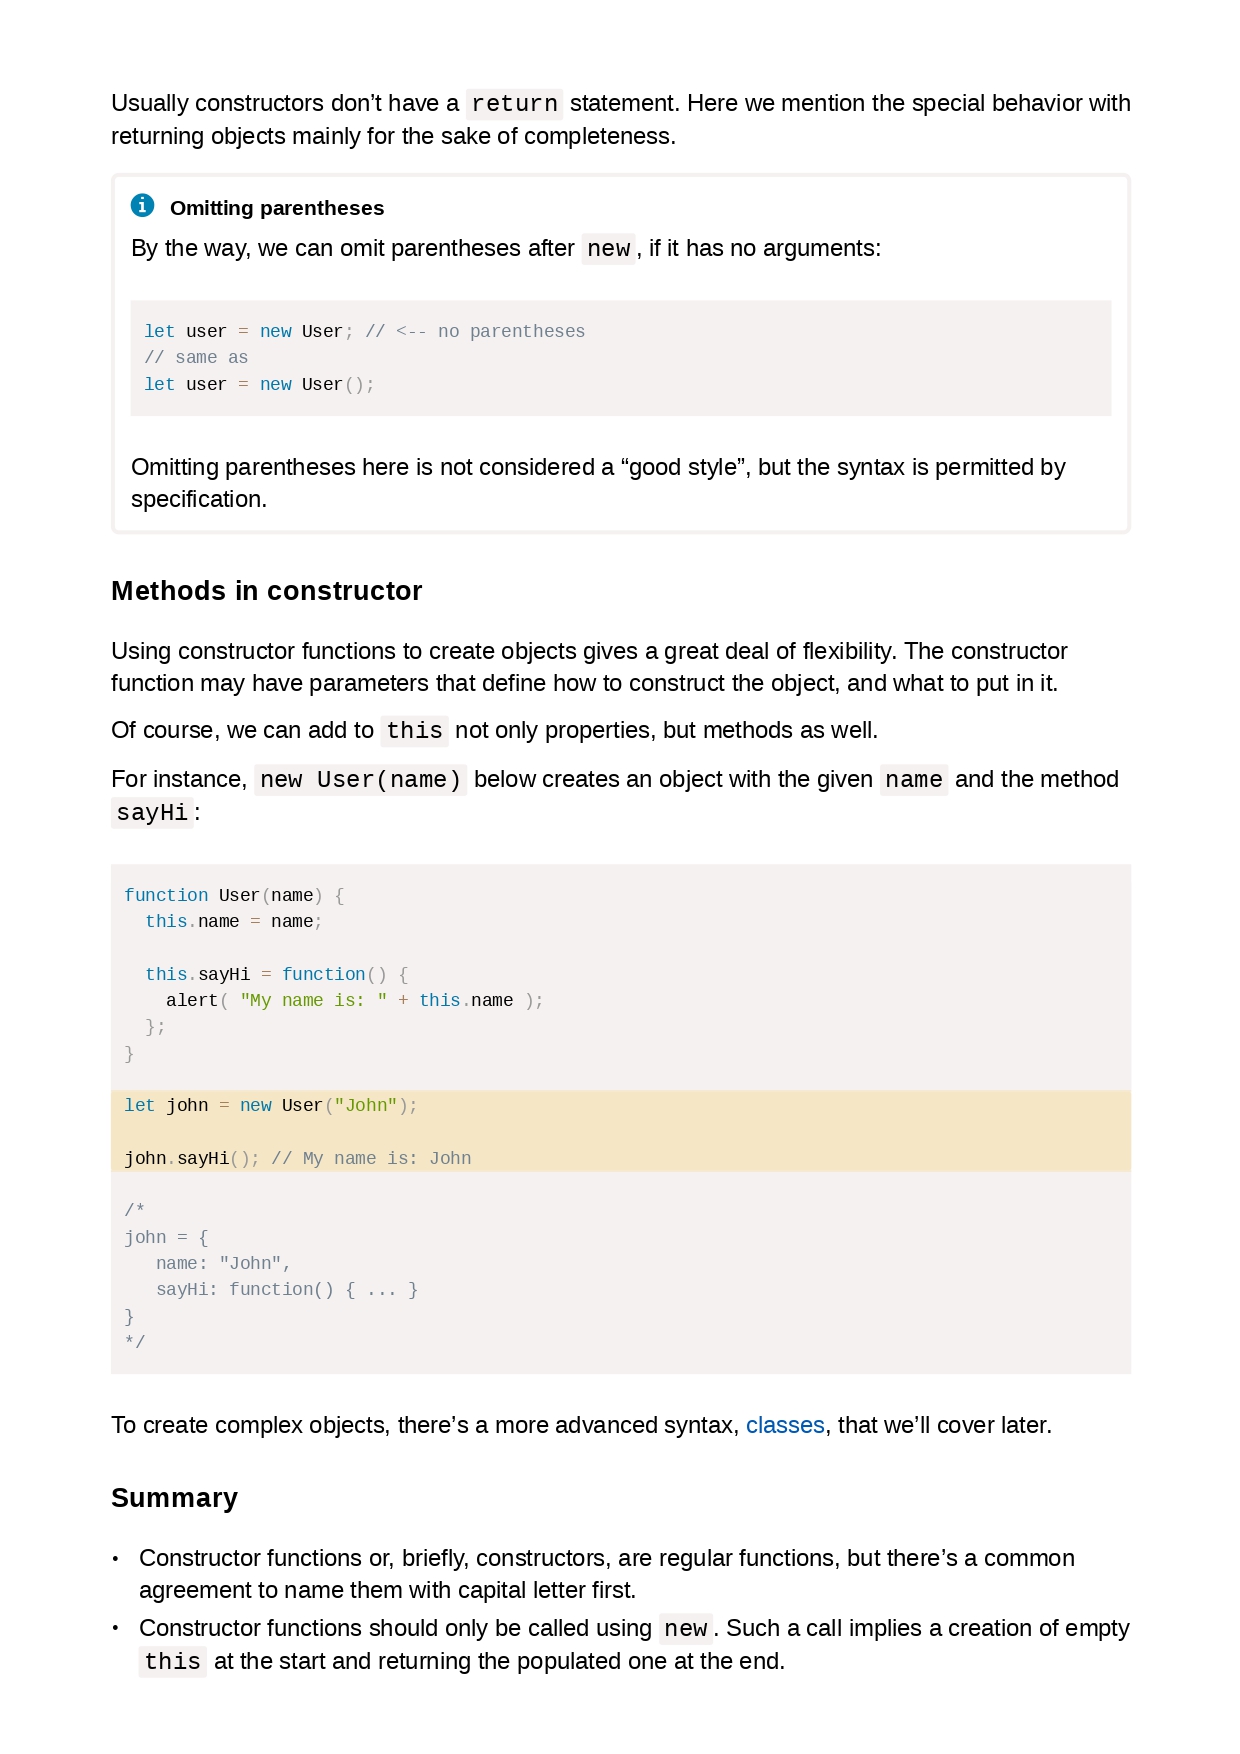 Usually constructors don’t have a return statement. Here we mention the special behavior with
returning objects mainly for the sake of completeness.
Omitting parentheses
By the way, we can omit parentheses after new, if it has no arguments:
let user = new User; // <-- no parentheses
// same as
let user = new User();
Omitting parentheses here is not considered a “good style”, but the syntax is permitted by
specification.
Methods in constructor
Using constructor functions to create objects gives a great deal of flexibility. The constructor
function may have parameters that define how to construct the object, and what to put in it.
Of course, we can add to this not only properties, but methods as well.
For instance, new User(name) below creates an object with the given name and the method
sayHi:
function User(name) {
  this.name = name;

  this.sayHi = function() {
    alert( "My name is: " + this.name );
  };
}

let john = new User("John");

john.sayHi(); // My name is: John

/*
john = {
   name: "John",
   sayHi: function() { ... }
}
*/
To create complex objects, there’s a more advanced syntax, classes, that we’ll cover later.
Summary
• Constructor functions or, briefly, constructors, are regular functions, but there’s a common
agreement to name them with capital letter first.
• Constructor functions should only be called using new. Such a call implies a creation of empty
this at the start and returning the populated one at the end.